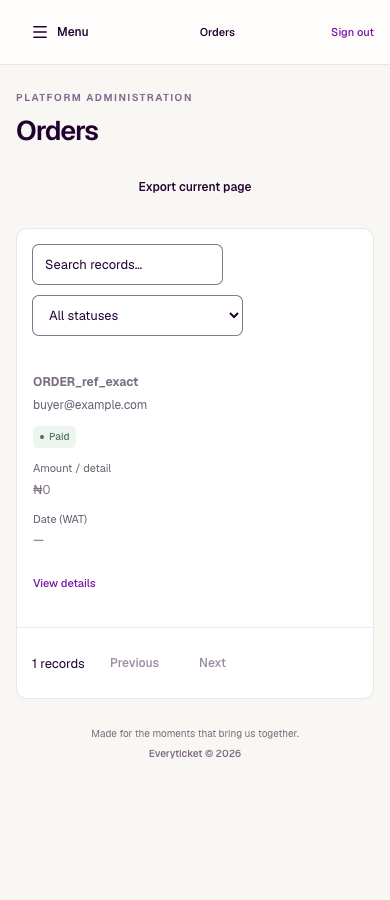 Menu
Orders
Sign out
PLATFORM ADMINISTRATION
Orders
Export current page
Search records…
All statuses
ORDER_ref_exact
buyer@example.com
Paid
Amount / detail
₦0
Date (WAT)
—
View details
1 records
Previous
Next
Made for the moments that bring us together.
Everyticket © 2026